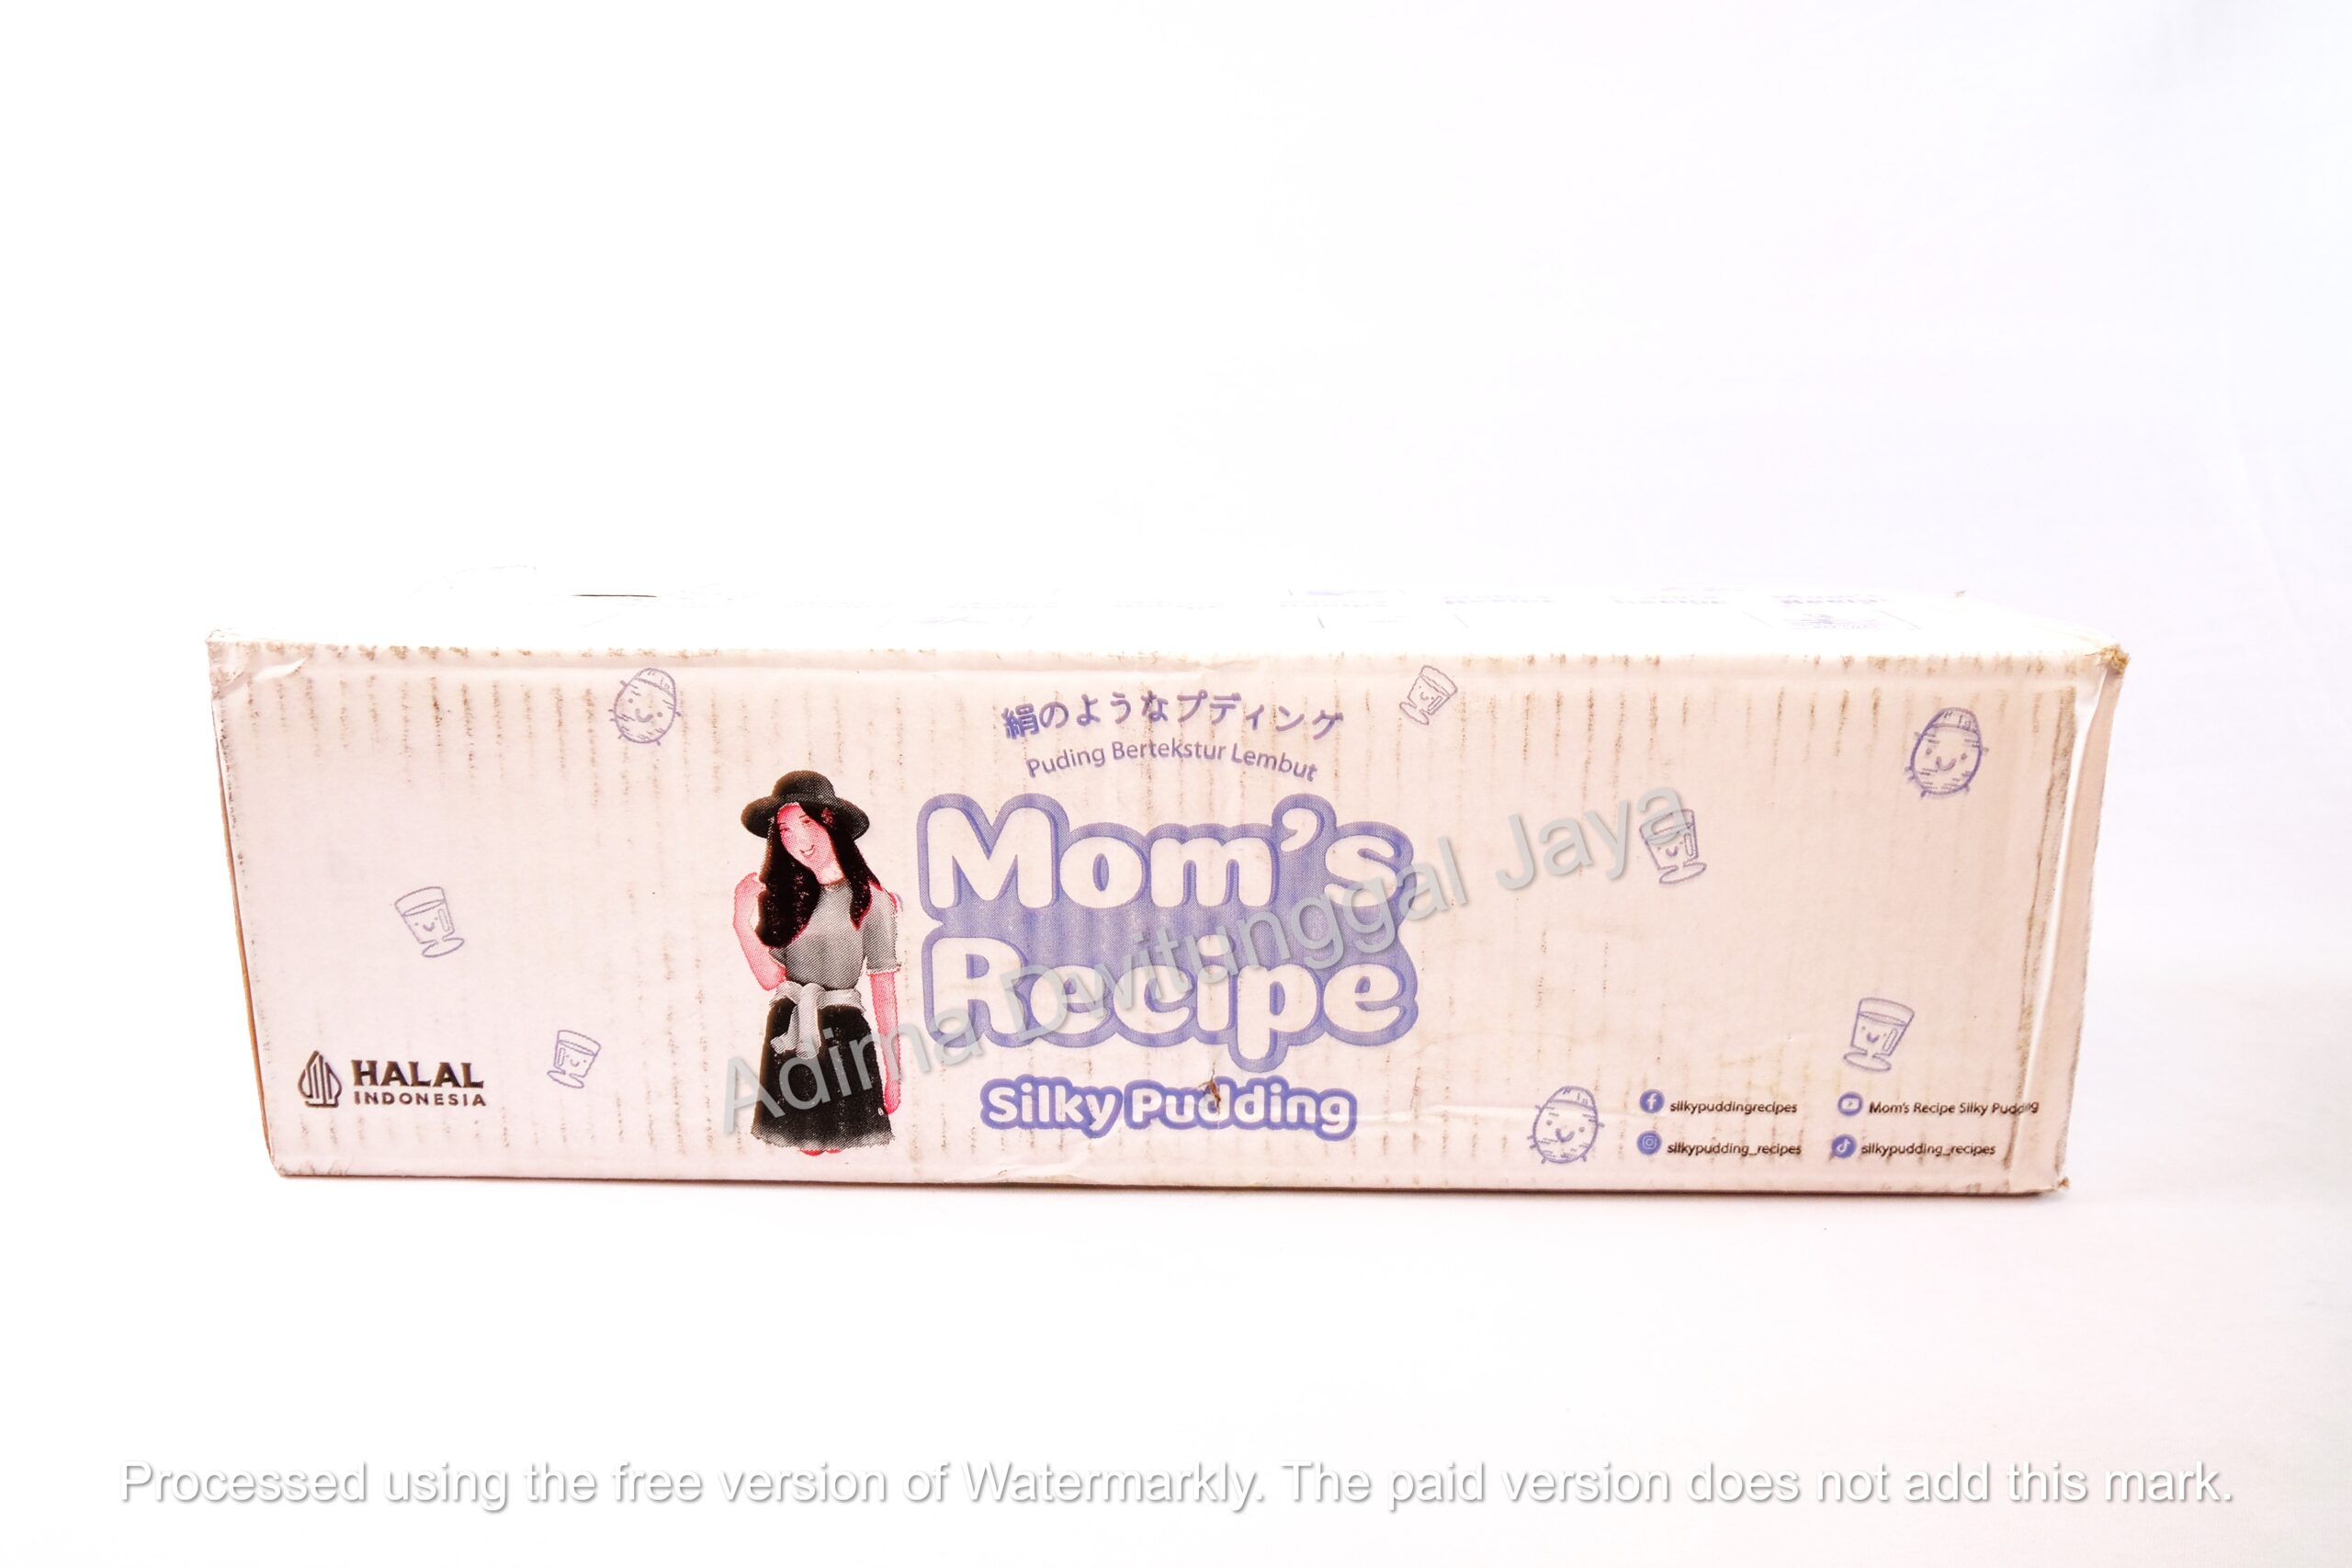 絹のようなプディング
Puding Bertekstur Lembut
Mom's
Recipe
Silky Pudding
Adima Dwitunggal Jaya
HALAL
INDONESIA
silkypuddingrecipes
Mom's Recipe Silky Pudding
silkypudding_recipes
silkypudding_recipes
Processed using the free version of Watermarkly. The paid version does not add this mark.